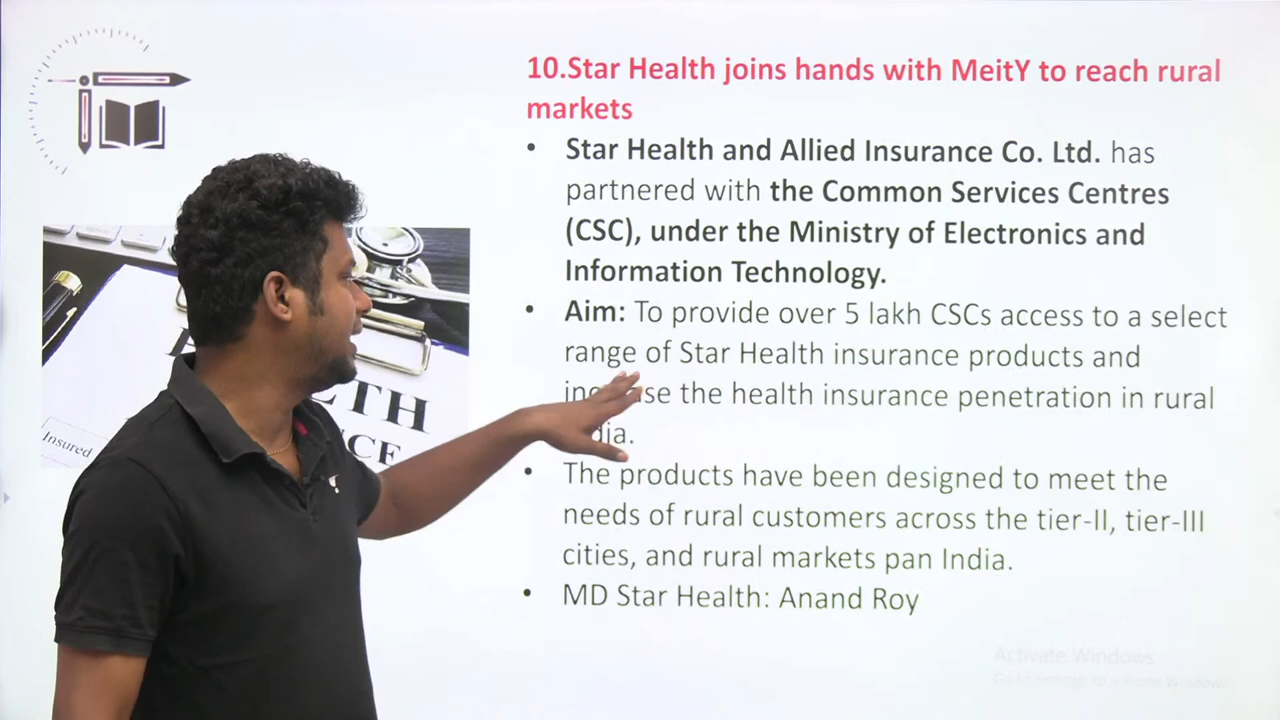 10.Star Health joins hands with MeitY to reach rural
markets
• Star Health and Allied Insurance Co. Ltd. has
partnered with the Common Services Centres
(CSC), under the Ministry of Electronics and
Information Technology.
• Aim: To provide over 5 lakh CSCs access to a select
range of Star Health insurance products and
the health insurance penetration in rural
• The products have been designed to meet the
needs of rural customers across the tier-II, tier-III
cities, and rural markets pan India.
• MD Star Health: Anand Roy
Insured
Activate Windows